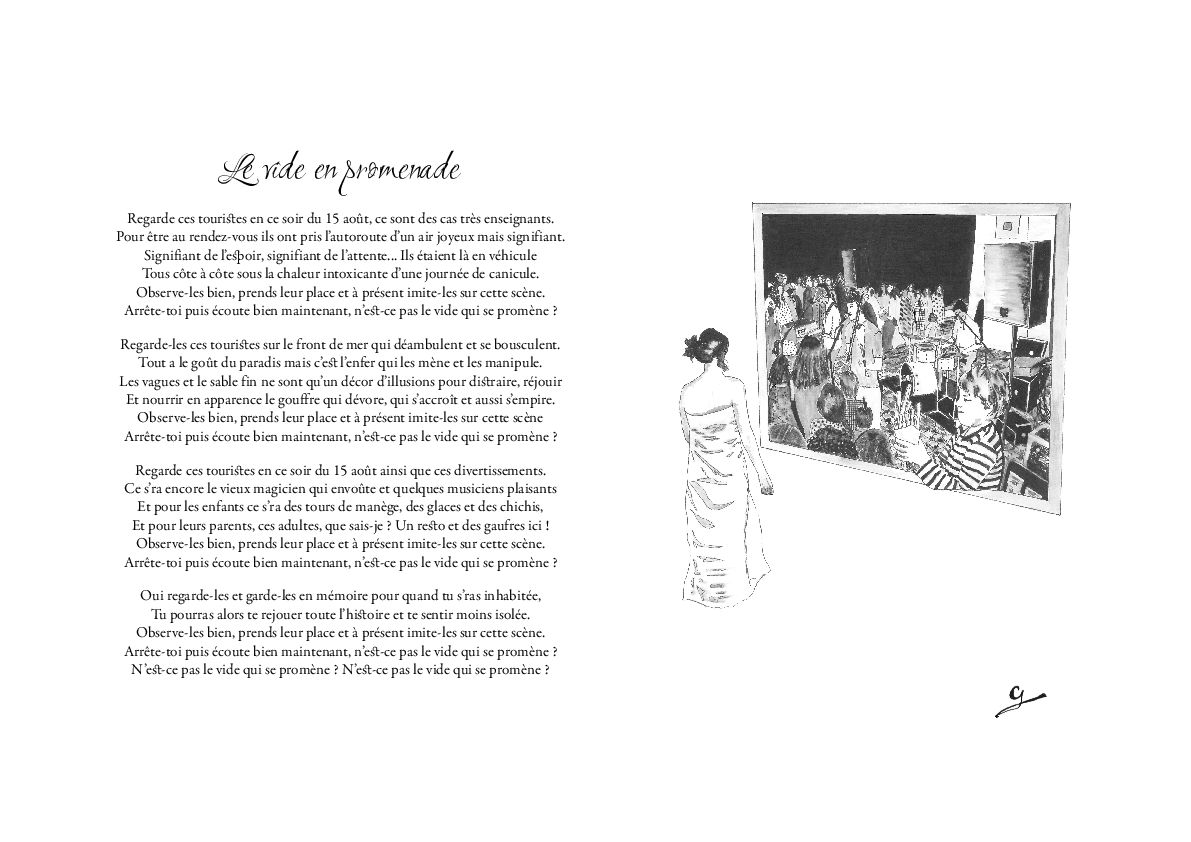 Le vide en promenade
Regarde ces touristes en ce soir du 15 août, ce sont des cas très enseignants.
Pour être au rendez-vous ils ont pris l'autoroute d'un air joyeux mais signifiant.
Signifiant de l'espoir, signifiant de l'attente... Ils étaient là en véhicule
Tous côte à côte sous la chaleur intoxicante d'une journée de canicule.
Observe-les bien, prends leur place et à présent imite-les sur cette scène.
Arrête-toi puis écoute bien maintenant, n'est-ce pas le vide qui se promène ?
Regarde-les ces touristes sur le front de mer qui déambulent et se bousculent.
Tout a le goût du paradis mais c'est l'enfer qui les mène et les manipule.
Les vagues et le sable fin ne sont qu'un décor d'illusions pour distraire, réjouir
Et nourrir en apparence le gouffre qui dévore, qui s'accroît et aussi s'empire.
Observe-les bien, prends leur place et à présent imite-les sur cette scène
Arrête-toi puis écoute bien maintenant, n'est-ce pas le vide qui se promène ?
Regarde ces touristes en ce soir du 15 août ainsi que ces divertissements.
Ce s'ra encore le vieux magicien qui envoûte et quelques musiciens plaisants
Et pour les enfants ce s'ra des tours de manège, des glaces et des chichis,
Et pour leurs parents, ces adultes, que sais-je ? Un resto et des gaufres ici !
Observe-les bien, prends leur place et à présent imite-les sur cette scène.
Arrête-toi puis écoute bien maintenant, n'est-ce pas le vide qui se promène ?
Oui regarde-les et garde-les en mémoire pour quand tu s'ras inhabitée,
Tu pourras alors te rejouer toute l'histoire et te sentir moins isolée.
Observe-les bien, prends leur place et à présent imite-les sur cette scène.
Arrête-toi puis écoute bien maintenant, n'est-ce pas le vide qui se promène ?
N'est-ce pas le vide qui se promène ? N'est-ce pas le vide qui se promène ?